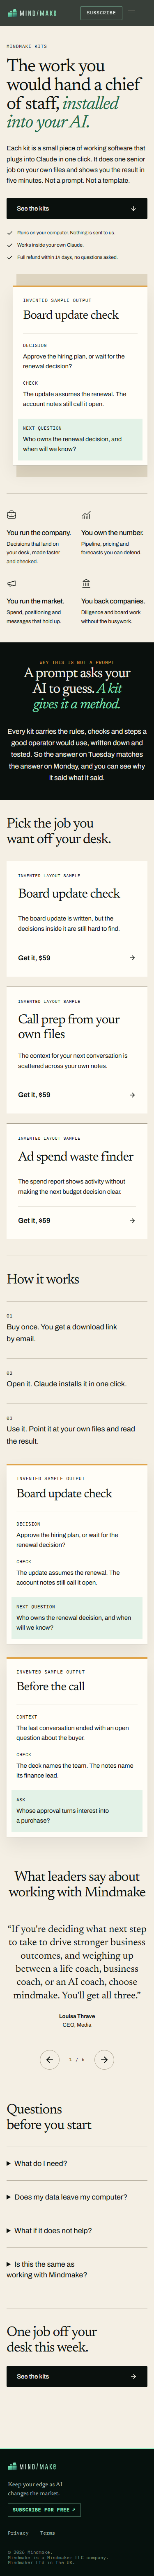 MIND/MAKE
SUBSCRIBE
MINDMAKE KITS
The work you
would hand a chief
of staff, installed
into your AI.
Each kit is a small piece of working software that
plugs into Claude in one click. It does one senior
job on your own files and shows you the result in
five minutes. Not a prompt. Not a template.
See the kits
Runs on your computer. Nothing is sent to us.
Works inside your own Claude.
Full refund within 14 days, no questions asked.
INVENTED SAMPLE OUTPUT
Board update check
DECISION
Approve the hiring plan, or wait for the
renewal decision?
CHECK
The update assumes the renewal. The
account notes still call it open.
NEXT QUESTION
Who owns the renewal decision, and
when will we know?
You run the company.
Decisions that land on
your desk, made faster
and checked.
You own the number.
Pipeline, pricing and
forecasts you can defend.
You run the market.
Spend, positioning and
messages that hold up.
You back companies.
Diligence and board work
without the busywork.
WHY THIS IS NOT A PROMPT
A prompt asks your
AI to guess. A kit
gives it a method.
Every kit carries the rules, checks and steps a
good operator would use, written down and
tested. So the answer on Tuesday matches
the answer on Monday, and you can see why
it said what it said.
Pick the job you
want off your desk.
INVENTED LAYOUT SAMPLE
Board update check
The board update is written, but the
decisions inside it are still hard to find.
Get it, $59
INVENTED LAYOUT SAMPLE
Call prep from your
own files
The context for your next conversation is
scattered across your own notes.
Get it, $59
INVENTED LAYOUT SAMPLE
Ad spend waste finder
The spend report shows activity without
making the next budget decision clear.
Get it, $59
How it works
01
Buy once. You get a download link
by email.
02
Open it. Claude installs it in one click.
03
Use it. Point it at your own files and read
the result.
INVENTED SAMPLE OUTPUT
Board update check
DECISION
Approve the hiring plan, or wait for the
renewal decision?
CHECK
The update assumes the renewal. The
account notes still call it open.
NEXT QUESTION
Who owns the renewal decision, and when
will we know?
INVENTED SAMPLE OUTPUT
Before the call
CONTEXT
The last conversation ended with an open
question about the buyer.
CHECK
The deck names the team. The notes name
its finance lead.
ASK
Whose approval turns interest into
a purchase?
What leaders say about
working with Mindmake
“If you're deciding what next step
to take to drive stronger business
outcomes, and weighing up
between a life coach, business
coach, or an AI coach, choose
mindmake. You'll get all three.”
Louisa Thrave
CEO, Media
1 / 5
Questions
before you start
What do I need?
Does my data leave my computer?
What if it does not help?
Is this the same as
working with Mindmake?
One job off your
desk this week.
See the kits
MIND/MAKE
Keep your edge as AI
changes the market.
SUBSCRIBE FOR FREE ↗
Privacy Terms
© 2026 Mindmake.
Mindmake is a Mindmaker LLC company.
Mindmaker Ltd in the US.